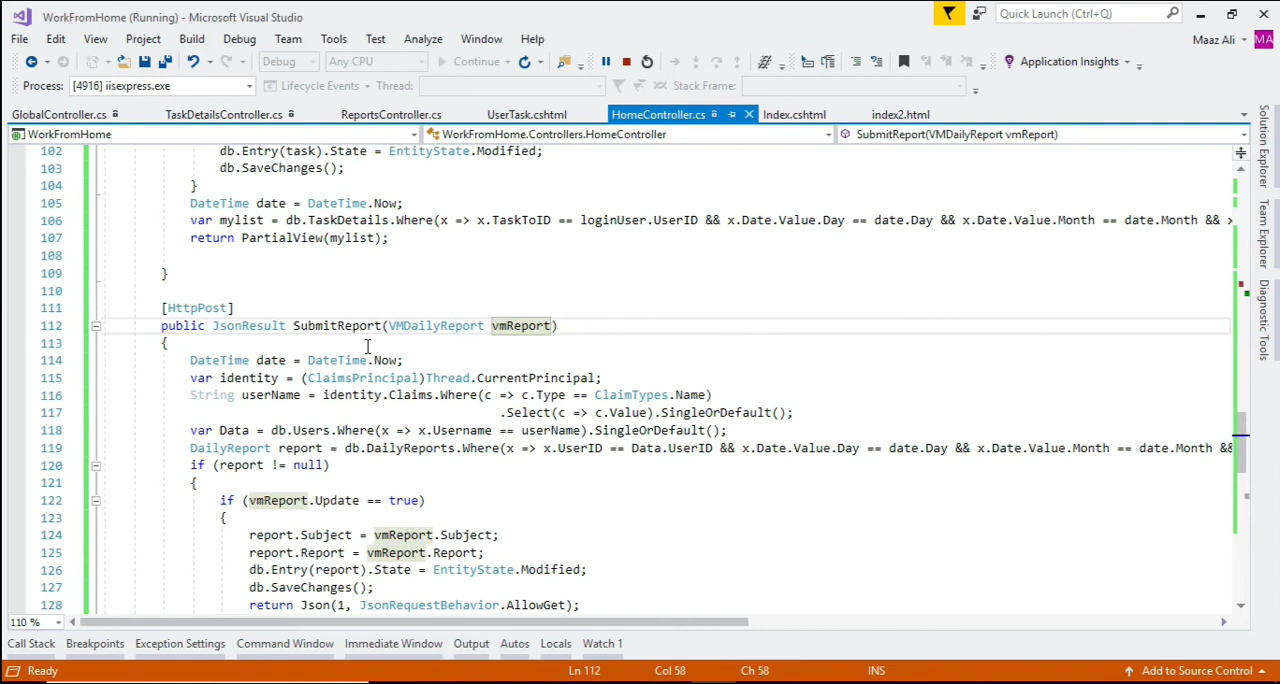 WorkFromHome (Running) - Microsoft Visual Studio
Quick Launch (Ctrl+Q)
File Edit View Project Build Debug Team Tools Test Analyze Window Help
Maaz Ali MA
Debug Any CPU Continue Application Insights
Process: [4916] iisexpress.exe Lifecycle Events Thread: Stack Frame:
GlobalController.cs TaskDetailsController.cs ReportsController.cs UserTask.cshtml HomeController.cs Index.cshtml index2.html
WorkFromHome WorkFromHome.Controllers.HomeController SubmitReport(VMDailyReport vmReport)
102 db.Entry(task).State = EntityState.Modified;
103 db.SaveChanges();
104 }
105 DateTime date = DateTime.Now;
106 var mylist = db.TaskDetails.Where(x => x.TaskToID == loginUser.UserID && x.Date.Value.Day == date.Day && x.Date.Value.Month == date.Month && x
107 return PartialView(mylist);
108
109 }
110
111 [HttpPost]
112 public JsonResult SubmitReport(VMDailyReport vmReport)
113 {
114 DateTime date = DateTime.Now;
115 var identity = (ClaimsPrincipal)Thread.CurrentPrincipal;
116 String userName = identity.Claims.Where(c => c.Type == ClaimTypes.Name)
117 .Select(c => c.Value).SingleOrDefault();
118 var Data = db.Users.Where(x => x.Username == userName).SingleOrDefault();
119 DailyReport report = db.DailyReports.Where(x => x.UserID == Data.UserID && x.Date.Value.Day == date.Day && x.Date.Value.Month == date.Month &&
120 if (report != null)
121 {
122 if (vmReport.Update == true)
123 {
124 report.Subject = vmReport.Subject;
125 report.Report = vmReport.Report;
126 db.Entry(report).State = EntityState.Modified;
127 db.SaveChanges();
128 return Json(1, JsonRequestBehavior.AllowGet);
110 %
Solution Explorer
Team Explorer
Diagnostic Tools
Call Stack Breakpoints Exception Settings Command Window Immediate Window Output Autos Locals Watch 1
Ready Ln 112 Col 58 Ch 58 INS Add to Source Control